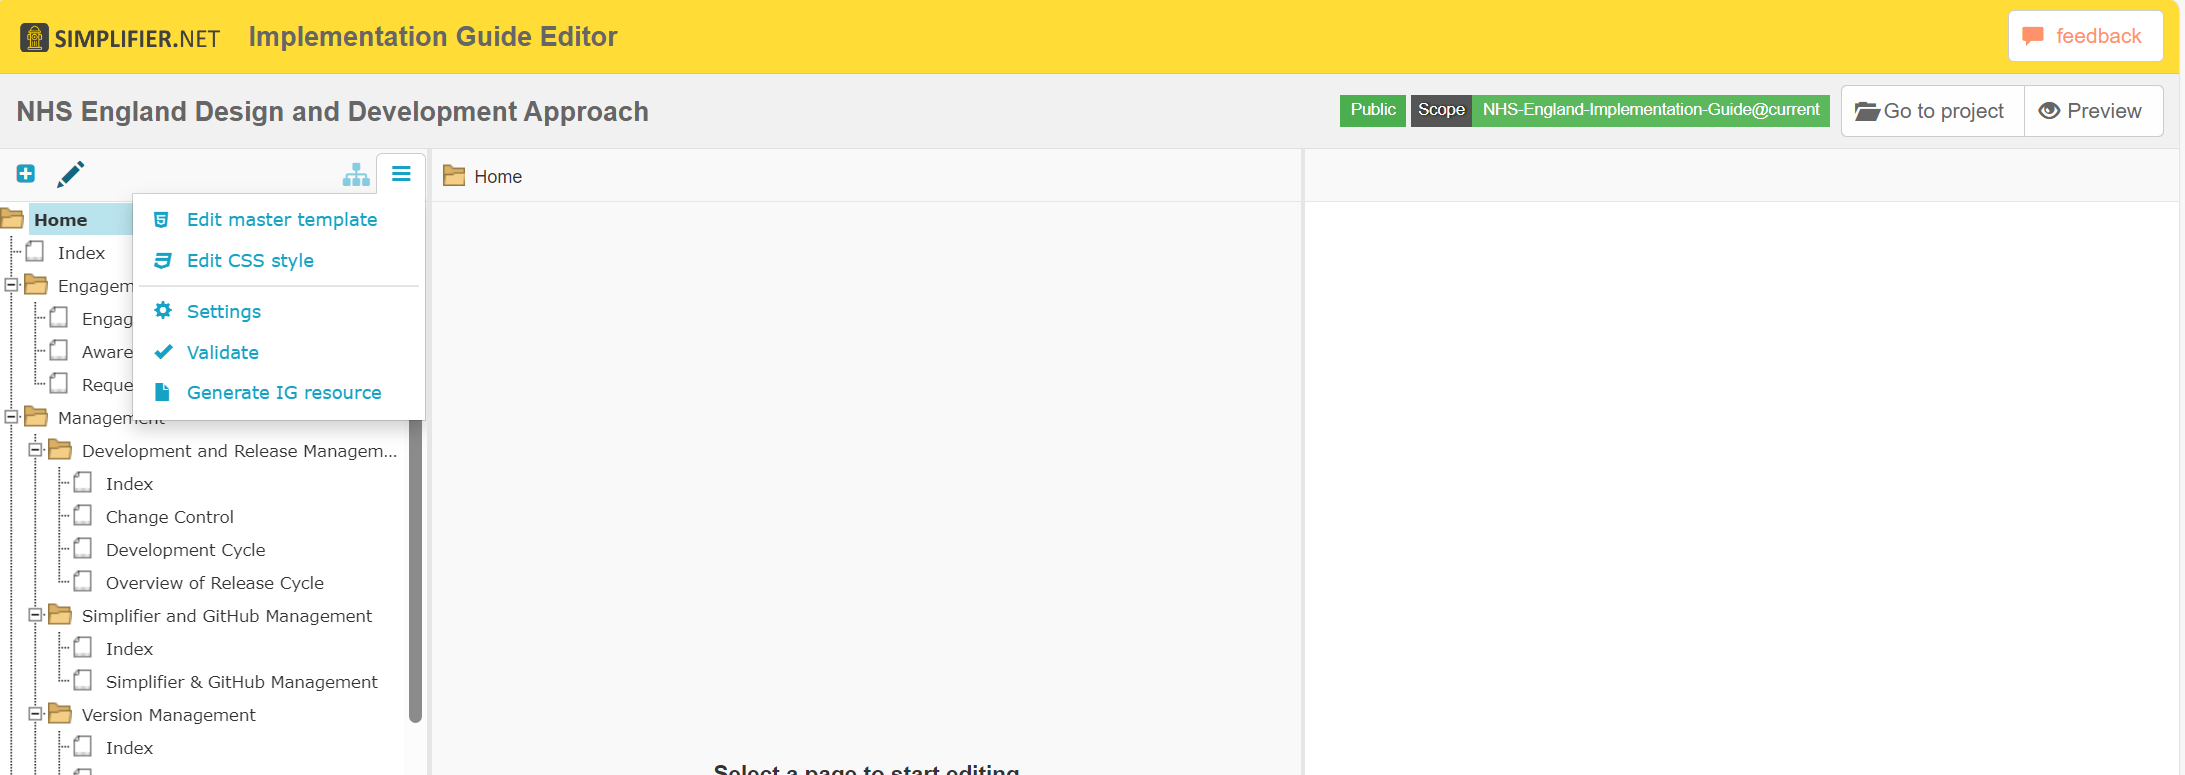 SIMPLIFIER.NET Implementation Guide Editor
feedback
NHS England Design and Development Approach
Public Scope NHS-England-Implementation-Guide@current
Go to project
Preview
Home
Index
Engagem
Engag
Aware
Reque
Management
Development and Release Managem...
Index
Change Control
Development Cycle
Overview of Release Cycle
Simplifier and GitHub Management
Index
Simplifier & GitHub Management
Version Management
Index
Edit master template
Edit CSS style
Settings
Validate
Generate IG resource
Home
Select a page to start editing